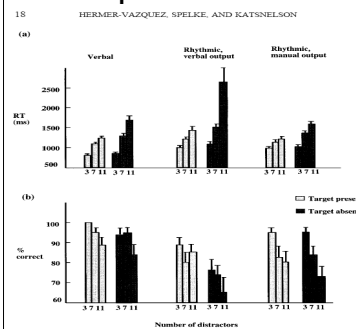 18 HERMER-VAZQUEZ, SPELKE, AND KATSNELSON
(a)
Verbal
Rhythmic, verbal output
Rhythmic, manual output
RT
(ms)
2500
2000
1500
1000
500
3 7 11 3 7 11 3 7 11 3 7 11 3 7 11 3 7 11
(b)
Target prese
Target absen
%
correct
100
90
80
70
60
3 7 11 3 7 11 3 7 11 3 7 11 3 7 11 3 7 11
Number of distractors